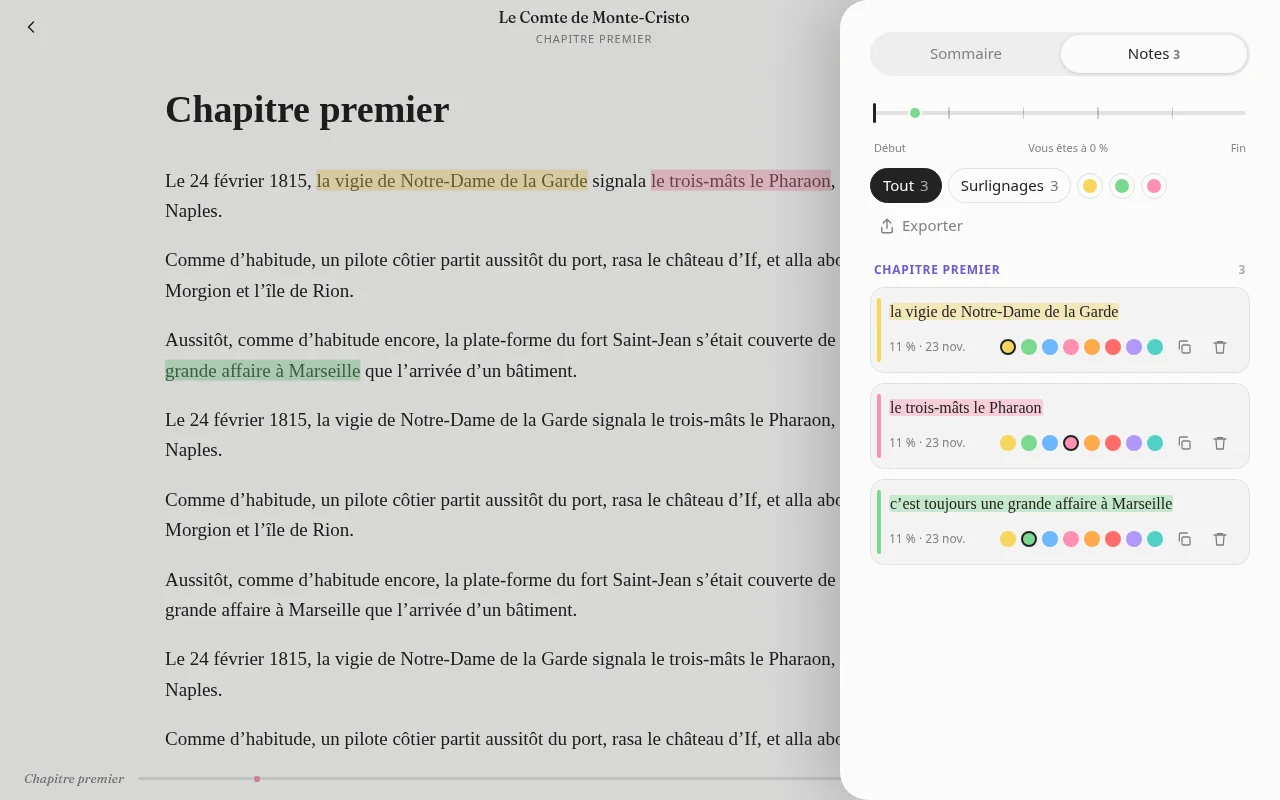 Le Comte de Monte-Cristo
CHAPITRE PREMIER
Chapitre premier
Le 24 février 1815, la vigie de Notre-Dame de la Garde signala le trois-mâts le Pharaon,
Naples.
Comme d’habitude, un pilote côtier partit aussitôt du port, rasa le château d’If, et alla abo
Morgion et l’île de Rion.
Aussitôt, comme d’habitude encore, la plate-forme du fort Saint-Jean s’était couverte de
grande affaire à Marseille que l’arrivée d’un bâtiment.
Le 24 février 1815, la vigie de Notre-Dame de la Garde signala le trois-mâts le Pharaon,
Naples.
Comme d’habitude, un pilote côtier partit aussitôt du port, rasa le château d’If, et alla abo
Morgion et l’île de Rion.
Aussitôt, comme d’habitude encore, la plate-forme du fort Saint-Jean s’était couverte de
grande affaire à Marseille que l’arrivée d’un bâtiment.
Le 24 février 1815, la vigie de Notre-Dame de la Garde signala le trois-mâts le Pharaon,
Naples.
Comme d’habitude, un pilote côtier partit aussitôt du port, rasa le château d’If, et alla abo
Chapitre premier
Sommaire
Notes 3
Début
Vous êtes à 0 %
Fin
Tout 3
Surlignages 3
Exporter
CHAPITRE PREMIER
3
la vigie de Notre-Dame de la Garde
11 % · 23 nov.
le trois-mâts le Pharaon
11 % · 23 nov.
c’est toujours une grande affaire à Marseille
11 % · 23 nov.